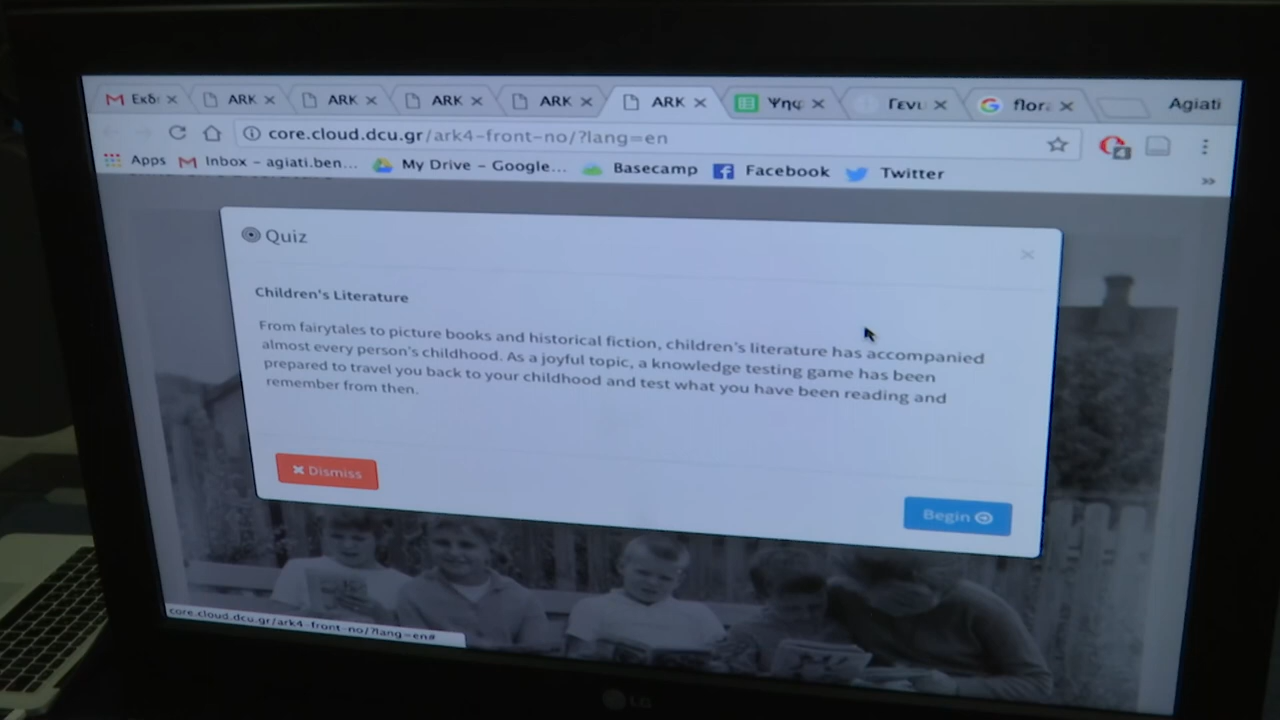 Εκδ ARK ARK ARK ARK ARK Ψης Γενι flor Agiati
core.cloud.dcu.gr/ark4-front-no/?lang=en
Apps Inbox - agiati.ben... My Drive - Google... Basecamp Facebook Twitter »
Quiz ×
Children's Literature
From fairytales to picture books and historical fiction, children's literature has accompanied
almost every person's childhood. As a joyful topic, a knowledge testing game has been
prepared to travel you back to your childhood and test what you have been reading and
remember from then.
Dismiss
Begin
core.cloud.dcu.gr/ark4-front-no/?lang=en#
LG